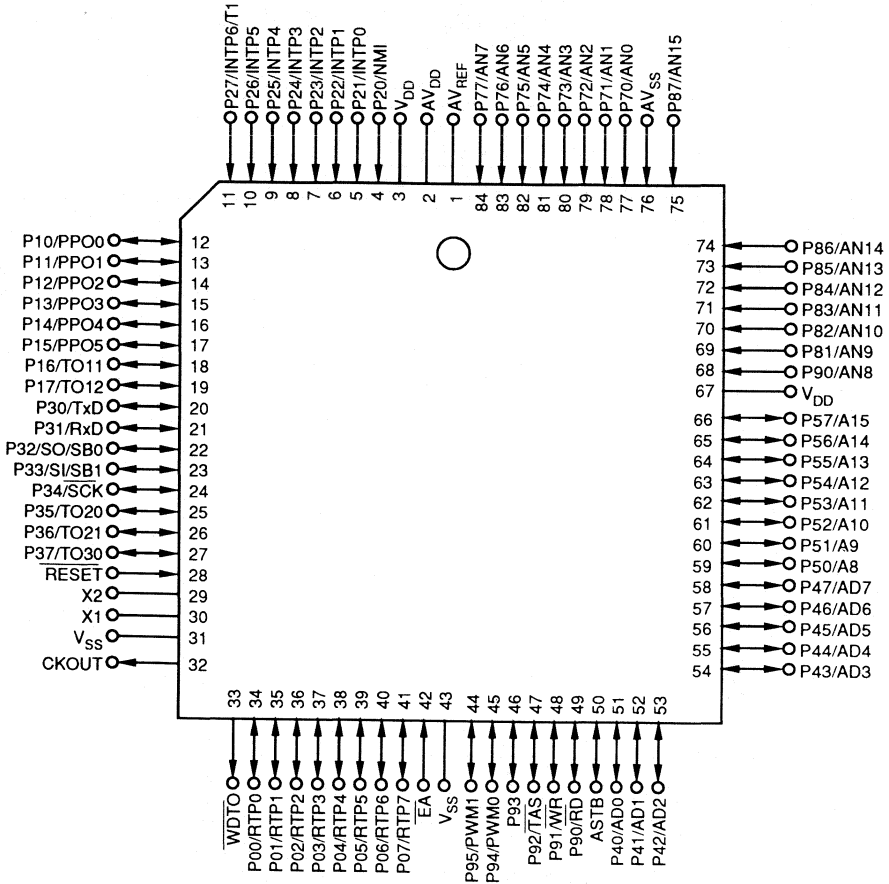 P27/INTP6/T1
P26/INTP5
P25/INTP4
P24/INTP3
P23/INTP2
P22/INTP1
P21/INTP0
P20/NMI
VDD
AVDD
AVREF
P77/AN7
P76/AN6
P75/AN5
P74/AN4
P73/AN3
P72/AN2
P71/AN1
P70/AN0
AVSS
P87/AN15
11 10 9 8 7 6 5 4 3 2 1 84 83 82 81 80 79 78 77 76 75
P10/PPO0 12
P11/PPO1 13
P12/PPO2 14
P13/PPO3 15
P14/PPO4 16
P15/PPO5 17
P16/TO11 18
P17/TO12 19
P30/TxD 20
P31/RxD 21
P32/SO/SB0 22
P33/SI/SB1 23
P34/SCK 24
P35/TO20 25
P36/TO21 26
P37/TO30 27
RESET 28
X2 29
X1 30
VSS 31
CKOUT 32
74 P86/AN14
73 P85/AN13
72 P84/AN12
71 P83/AN11
70 P82/AN10
69 P81/AN9
68 P90/AN8
67 VDD
66 P57/A15
65 P56/A14
64 P55/A13
63 P54/A12
62 P53/A11
61 P52/A10
60 P51/A9
59 P50/A8
58 P47/AD7
57 P46/AD6
56 P45/AD5
55 P44/AD4
54 P43/AD3
33 34 35 36 37 38 39 40 41 42 43 44 45 46 47 48 49 50 51 52 53
WDTO
P00/RTP0
P01/RTP1
P02/RTP2
P03/RTP3
P04/RTP4
P05/RTP5
P06/RTP6
P07/RTP7
EA
VSS
P95/PWM1
P94/PWM0
P93
P92/TAS
P91/WR
P90/RD
ASTB
P40/AD0
P41/AD1
P42/AD2